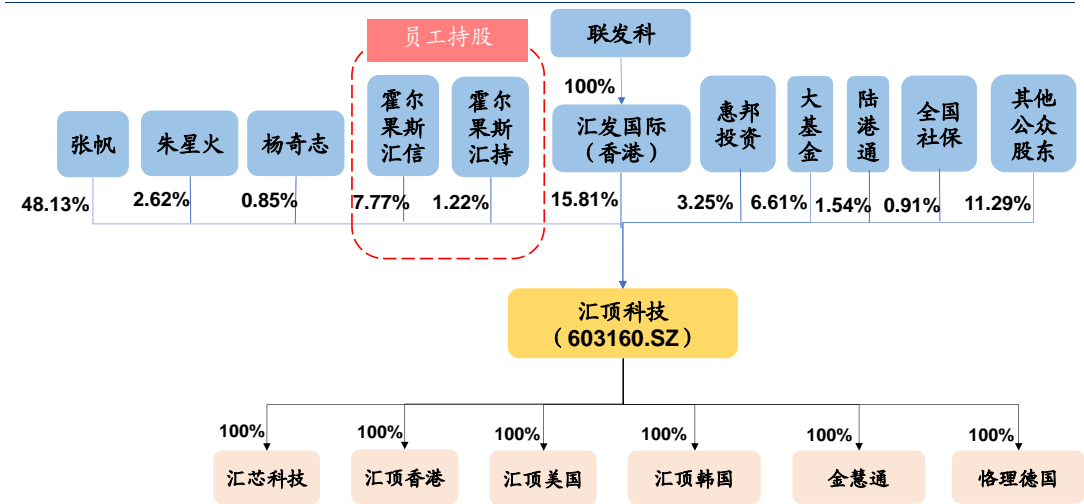 员工持股
联发科
100%
张帆
朱星火
杨奇志
霍尔
果斯
汇信
霍尔
果斯
汇持
汇发国际
（香港）
惠邦
投资
大
基
金
陆
港
通
全国
社保
其他
公众
股东
48.13%
2.62%
0.85%
7.77%
1.22%
15.81%
3.25%
6.61%
1.54%
0.91%
11.29%
汇顶科技
（603160.SZ）
100%
100%
100%
100%
100%
100%
汇芯科技
汇顶香港
汇顶美国
汇顶韩国
金慧通
恪理德国